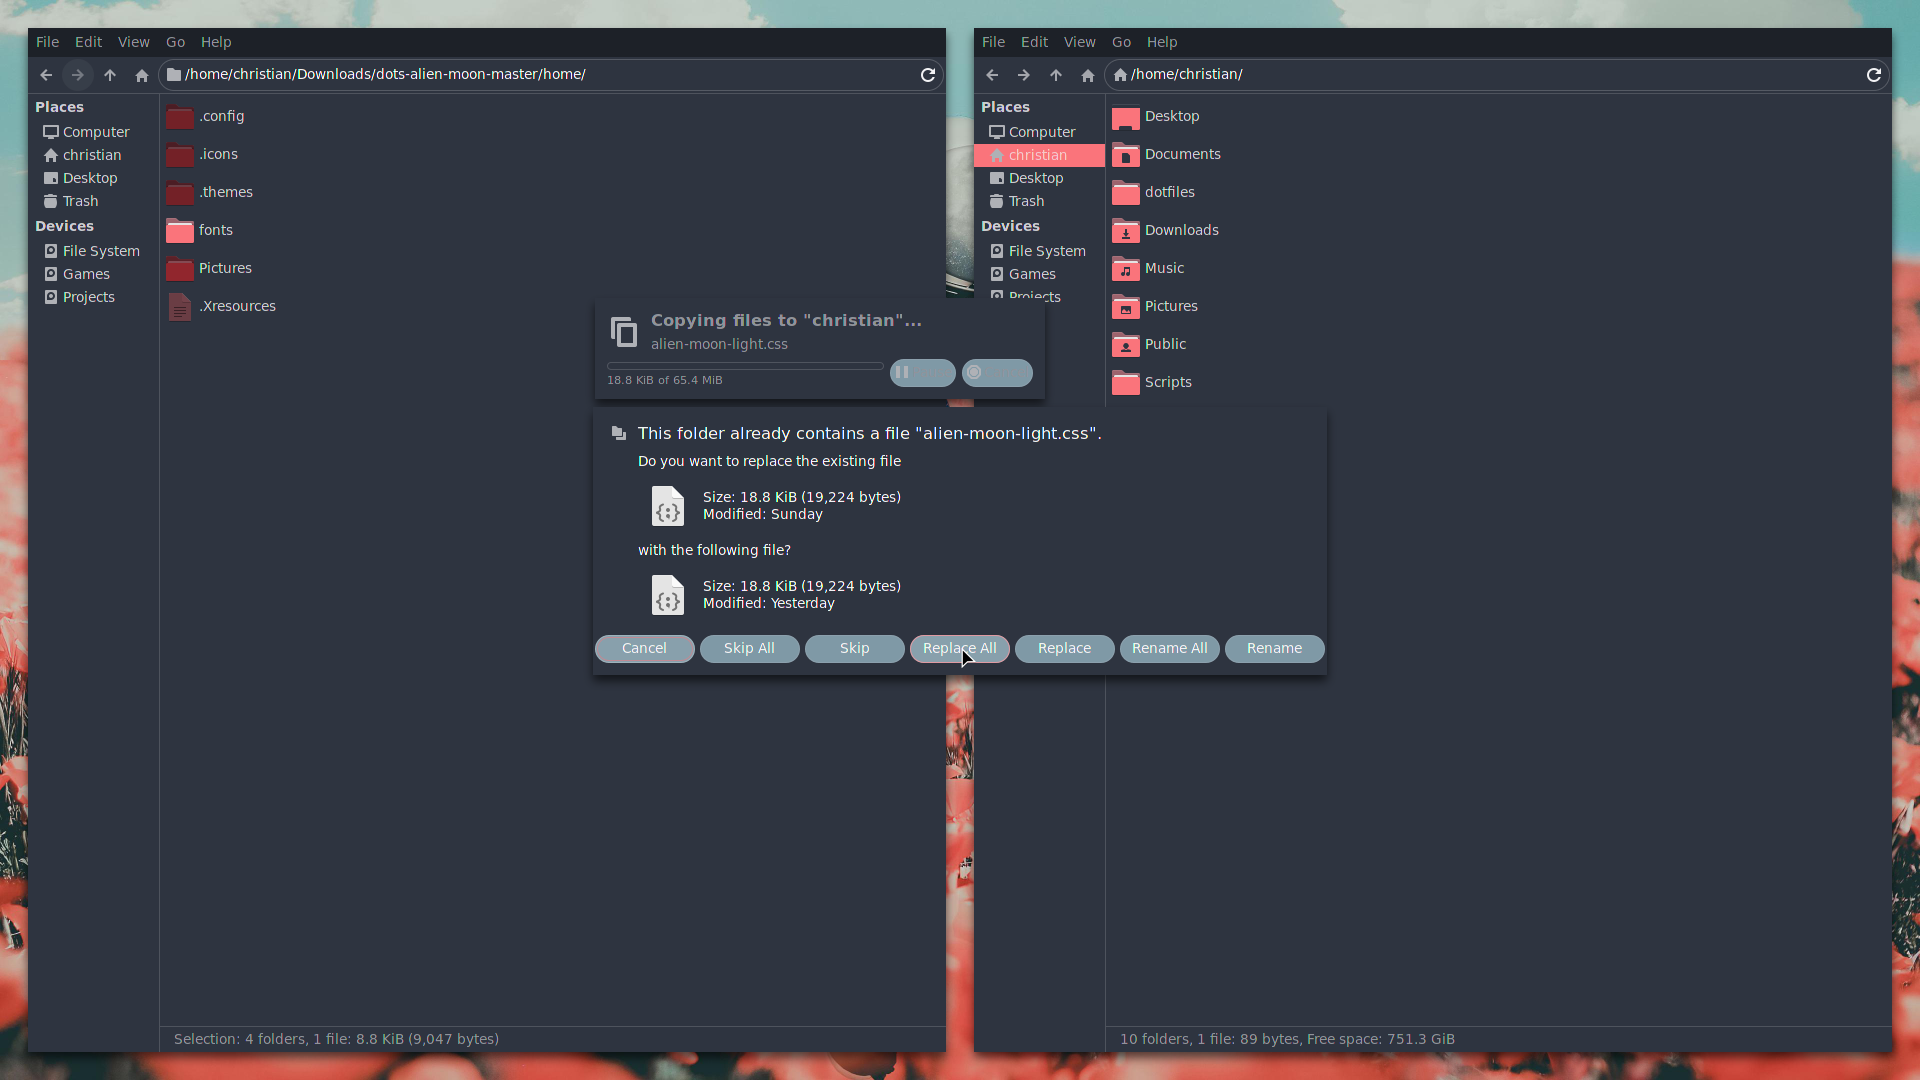 File Edit View Go Help
/home/christian/Downloads/dots-alien-moon-master/home/
Places
Computer
christian
Desktop
Trash
Devices
File System
Games
Projects
.config
.icons
.themes
fonts
Pictures
.Xresources
Selection: 4 folders, 1 file: 8.8 KiB (9,047 bytes)
File Edit View Go Help
/home/christian/
Places
Computer
christian
Desktop
Trash
Devices
File System
Games
Projects
Desktop
Documents
dotfiles
Downloads
Music
Pictures
Public
Scripts
10 folders, 1 file: 89 bytes, Free space: 751.3 GiB
Copying files to "christian"...
alien-moon-light.css
18.8 KiB of 65.4 MiB
This folder already contains a file "alien-moon-light.css".
Do you want to replace the existing file
Size: 18.8 KiB (19,224 bytes)
Modified: Sunday
with the following file?
Size: 18.8 KiB (19,224 bytes)
Modified: Yesterday
Cancel Skip All Skip Replace All Replace Rename All Rename